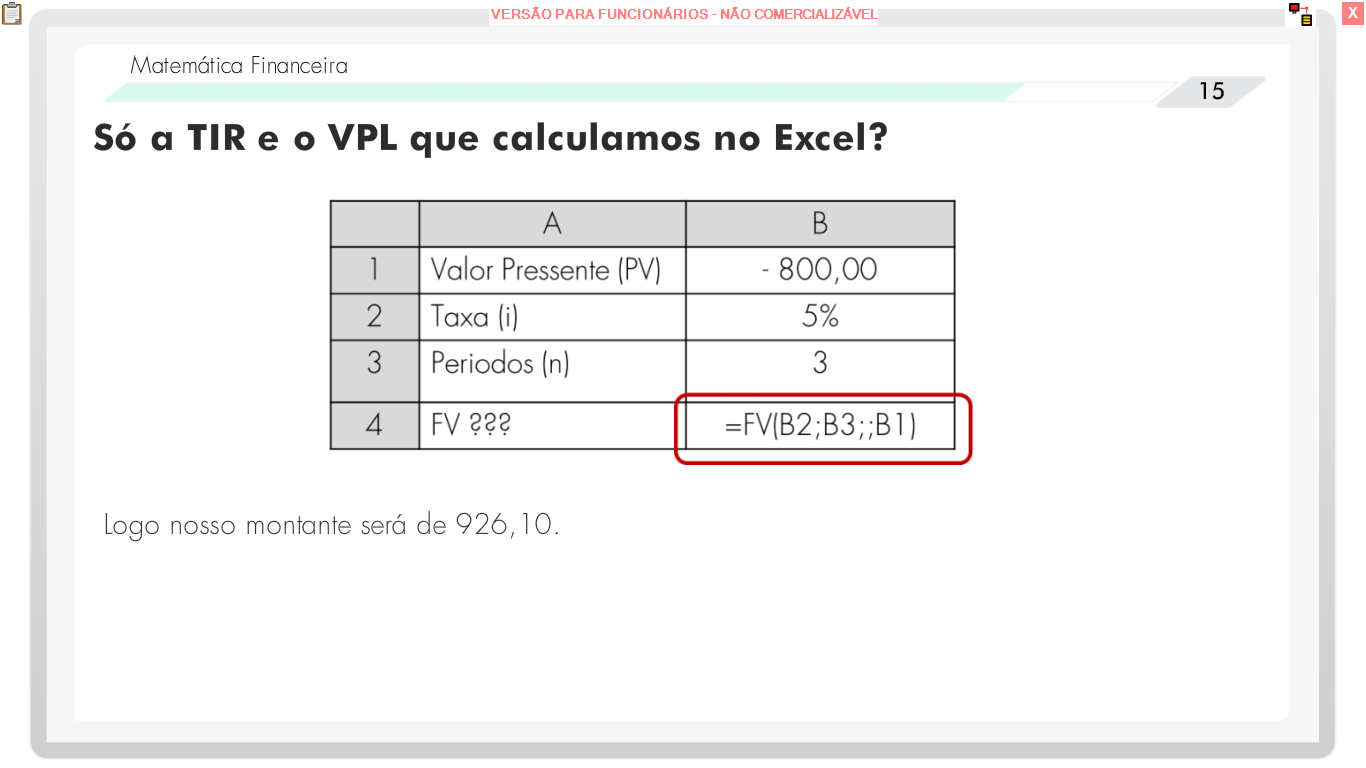 VERSÃO PARA FUNCIONÁRIOS - NÃO COMERCIALIZÁVEL
X
Matemática Financeira
15
Só a TIR e o VPL que calculamos no Excel?
A B
1 Valor Pressente (PV) - 800,00
2 Taxa (i) 5%
3 Periodos (n) 3
4 FV ??? =FV(B2;B3;;B1)
Logo nosso montante será de 926,10.